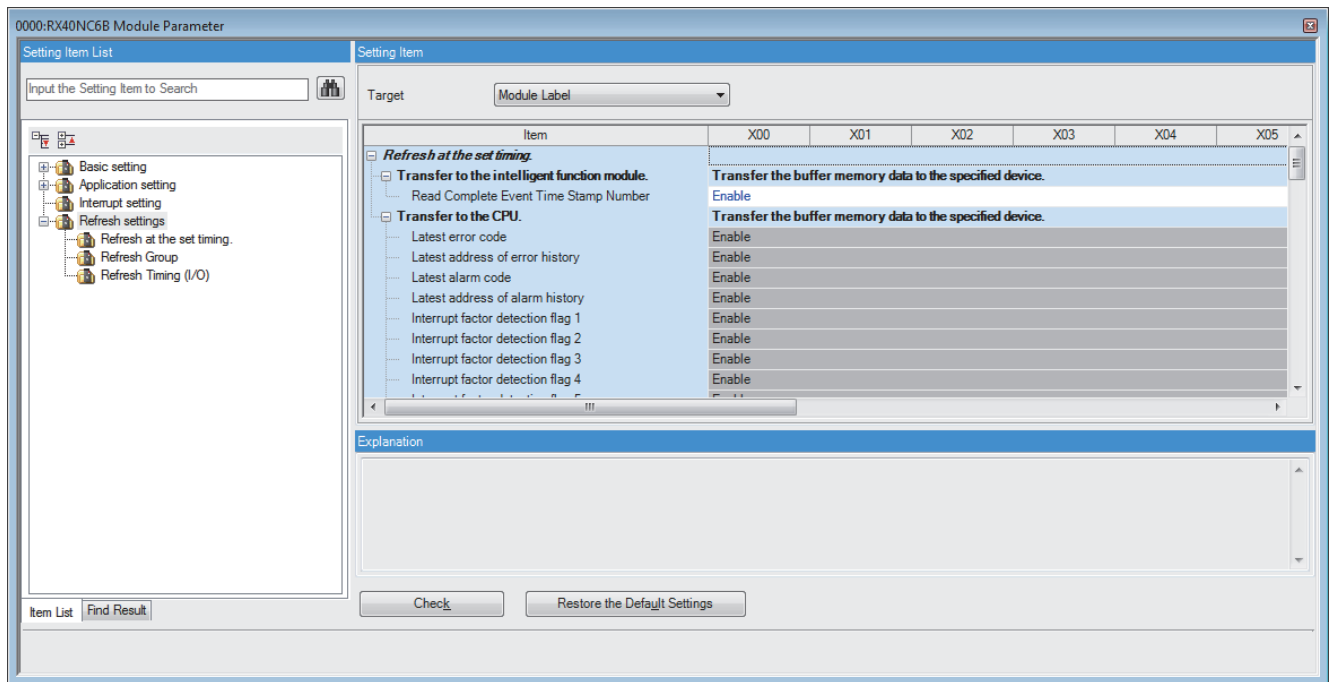 0000:RX40NC6B Module Parameter
Setting Item List
Input the Setting Item to Search
Basic setting
Application setting
Interrupt setting
Refresh settings
Refresh at the set timing.
Refresh Group
Refresh Timing (I/O)
Item List Find Result
Setting Item
Target Module Label
Item X00 X01 X02 X03 X04 X05
Refresh at the set timing.
Transfer to the intelligent function module. Transfer the buffer memory data to the specified device.
Read Complete Event Time Stamp Number Enable
Transfer to the CPU. Transfer the buffer memory data to the specified device.
Latest error code Enable
Latest address of error history Enable
Latest alarm code Enable
Latest address of alarm history Enable
Interrupt factor detection flag 1 Enable
Interrupt factor detection flag 2 Enable
Interrupt factor detection flag 3 Enable
Interrupt factor detection flag 4 Enable
Explanation
Check Restore the Default Settings